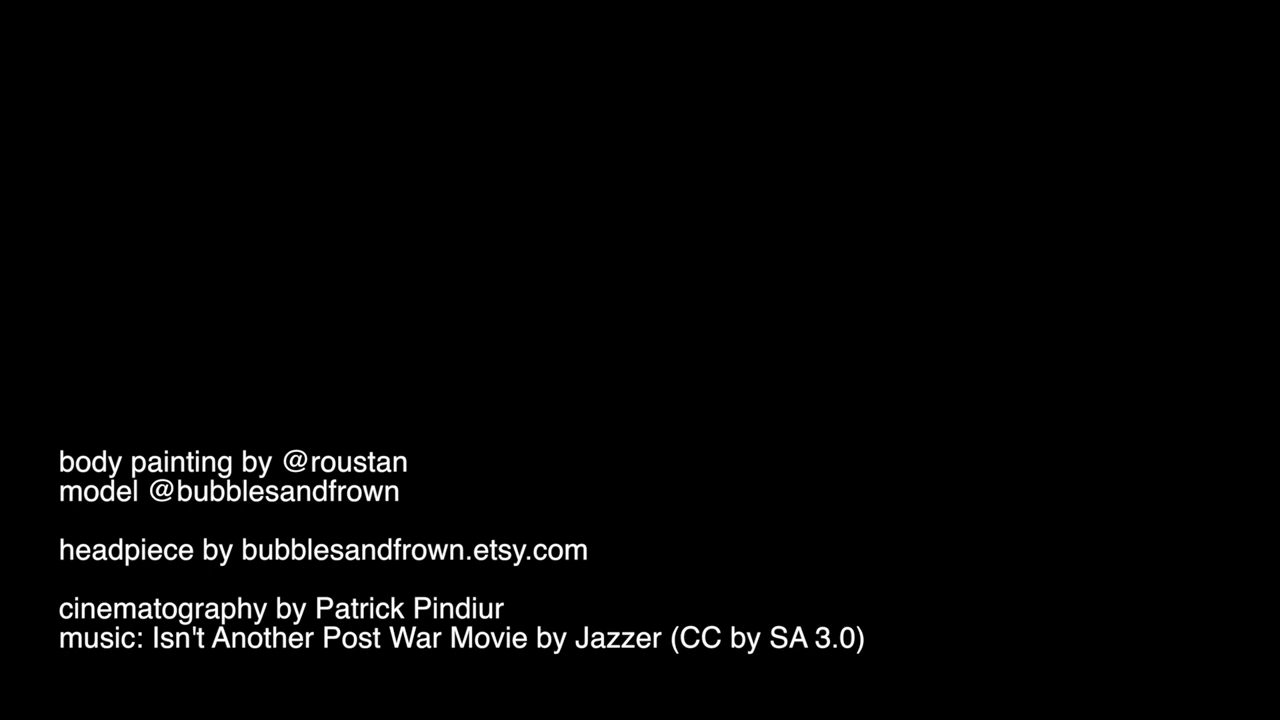 body painting by @roustan
model @bubblesandfrown
headpiece by bubblesandfrown.etsy.com
cinematography by Patrick Pindiur
music: Isn't Another Post War Movie by Jazzer (CC by SA 3.0)